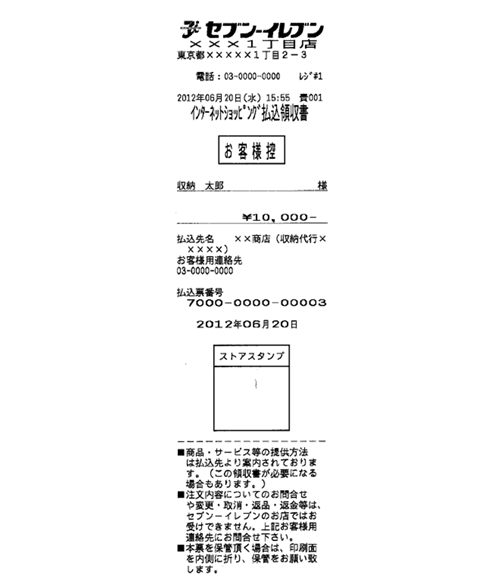 セブン-イレブン
×××1丁目店
東京都×××××1丁目2-3
電話：03-0000-0000 ﾚｼﾞ#1
2012年06月20日(水) 15:55 責001
ｲﾝﾀｰﾈｯﾄｼｮｯﾋﾟﾝｸﾞ払込領収書
お客様控
収納 太郎 様
¥10,000-
払込先名 ××商店（収納代行×
××××）
お客様用連絡先
03-0000-0000
払込票番号
7000-0000-00003
2012年06月20日
ストアスタンプ
■商品・サービス等の提供方法
は払込先より案内されておりま
す。（この領収書が必要になる
場合もあります。）
■注文内容についてのお問合せ
や変更・取消・返品・返金等は、
セブン-イレブンのお店ではお
受けできません。上記お客様用
連絡先にお問合せ下さい。
■本票を保管頂く場合は、印刷面
を内側に折り、保管をお願い致
します。